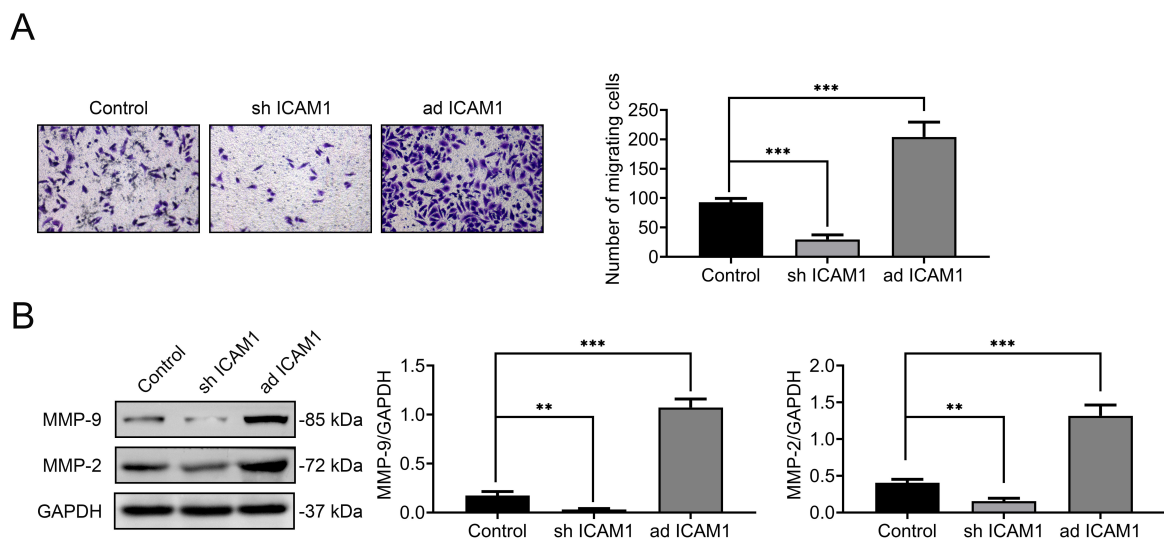 A
Control
sh ICAM1
ad ICAM1
Number of migrating cells
250
200
150
100
50
0
***
***
Control
sh ICAM1
ad ICAM1
B
Control
sh ICAM1
ad ICAM1
MMP-9
-85 kDa
MMP-2
-72 kDa
GAPDH
-37 kDa
MMP-9/GAPDH
1.5
1.0
0.5
0.0
***
**
Control
sh ICAM1
ad ICAM1
MMP-2/GAPDH
2.0
1.5
1.0
0.5
0.0
***
**
Control
sh ICAM1
ad ICAM1